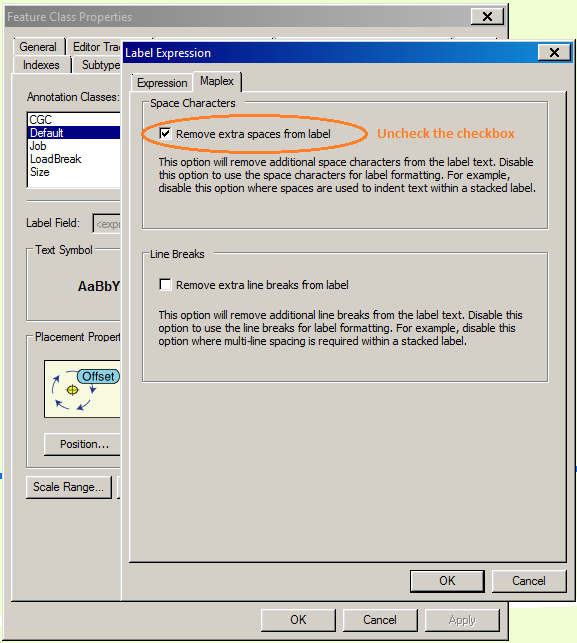 Feature Class Properties
General
Editor Tra
Indexes
Subtype
Annotation Classes:
CGC
Default
Job
LoadBreak
Size
Label Field:
<expr
Text Symbol
AaBbY
Placement Propert
Offset
Position...
Scale Range...
OK
Cancel
Apply
Label Expression
Expression
Maplex
Space Characters
Remove extra spaces from label
Uncheck the checkbox
This option will remove additional space characters from the label text. Disable
this option to use the space characters for label formatting. For example,
disable this option where spaces are used to indent text within a stacked label.
Line Breaks
Remove extra line breaks from label
This option will remove additional line breaks from the label text. Disable this
option to use the line breaks for label formatting. For example, disable this
option where multi-line spacing is required within a stacked label.
OK
Cancel